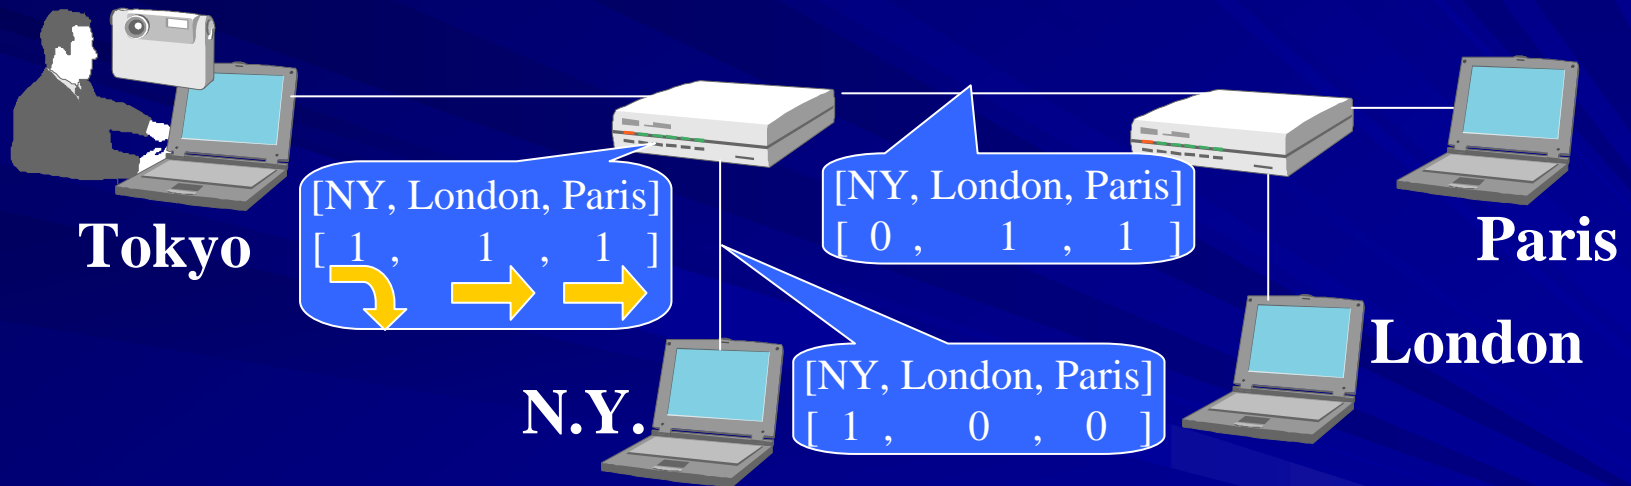 Tokyo
[NY, London, Paris]
[ 1 , 1 , 1 ]
[NY, London, Paris]
[ 0 , 1 , 1 ]
Paris
London
N.Y.
[NY, London, Paris]
[ 1 , 0 , 0 ]